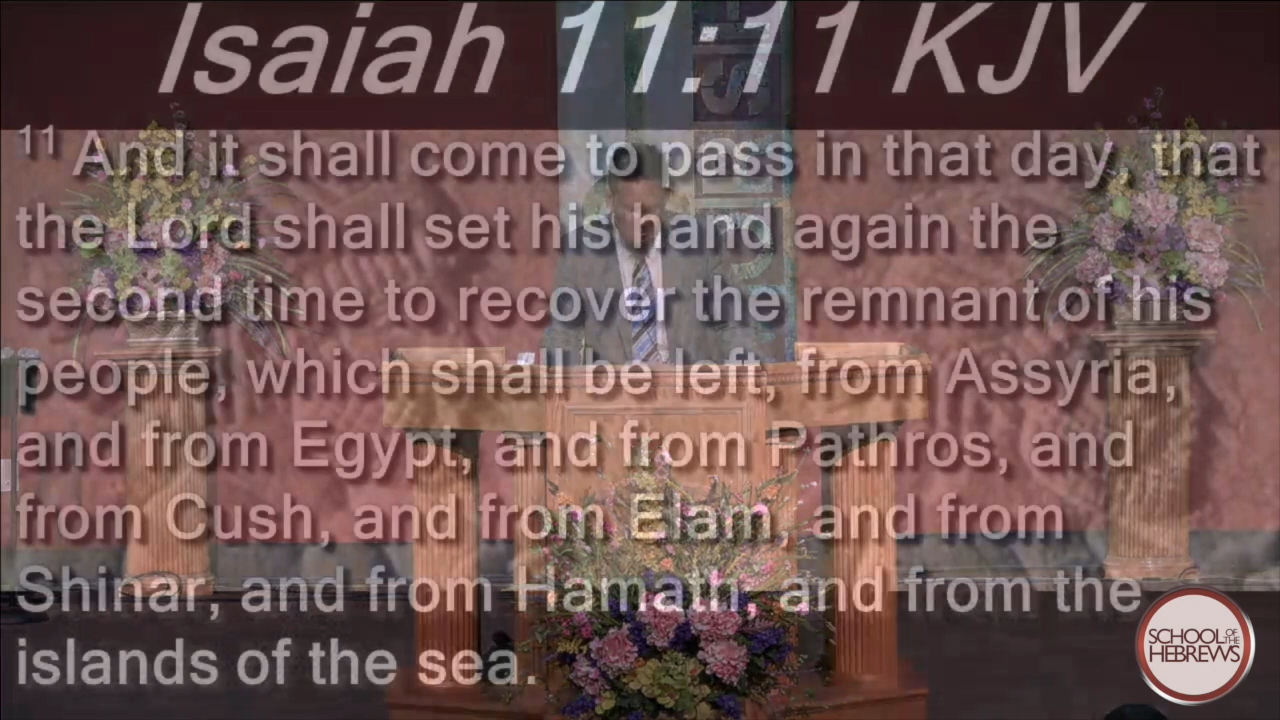 Isaiah 11:11 KJV
11 And it shall come to pass in that day, that
the Lord shall set his hand again the
second time to recover the remnant of his
people, which shall be left, from Assyria,
and from Egypt, and from Pathros, and
from Cush, and from Elam, and from
Shinar, and from Hamath, and from the
islands of the sea.
SCHOOL OF THE
HEBREWS